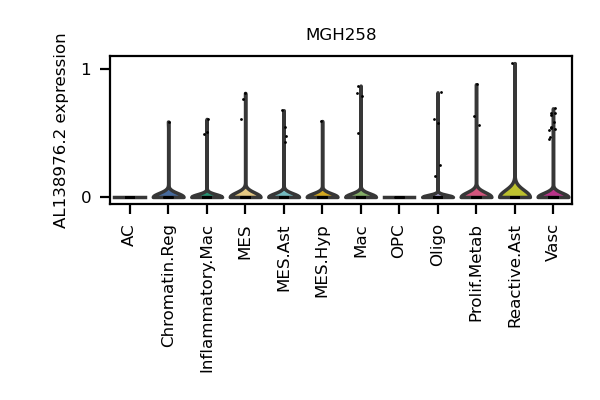 MGH258
AL138976.2 expression
1
0
AC
Chromatin.Reg
Inflammatory.Mac
MES
MES.Ast
MES.Hyp
Mac
OPC
Oligo
Prolif.Metab
Reactive.Ast
Vasc